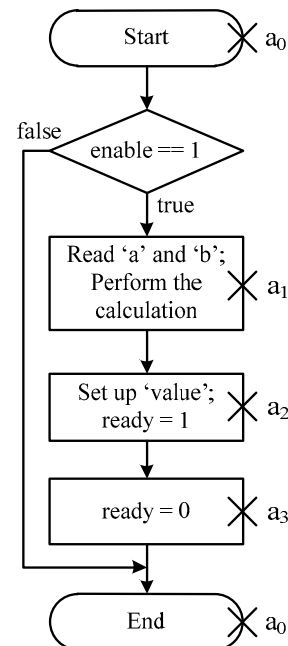 Start
a0
false
enable == 1
true
Read ‘a’ and ‘b’;
Perform the
calculation
a1
Set up ‘value’;
ready = 1
a2
ready = 0
a3
End
a0